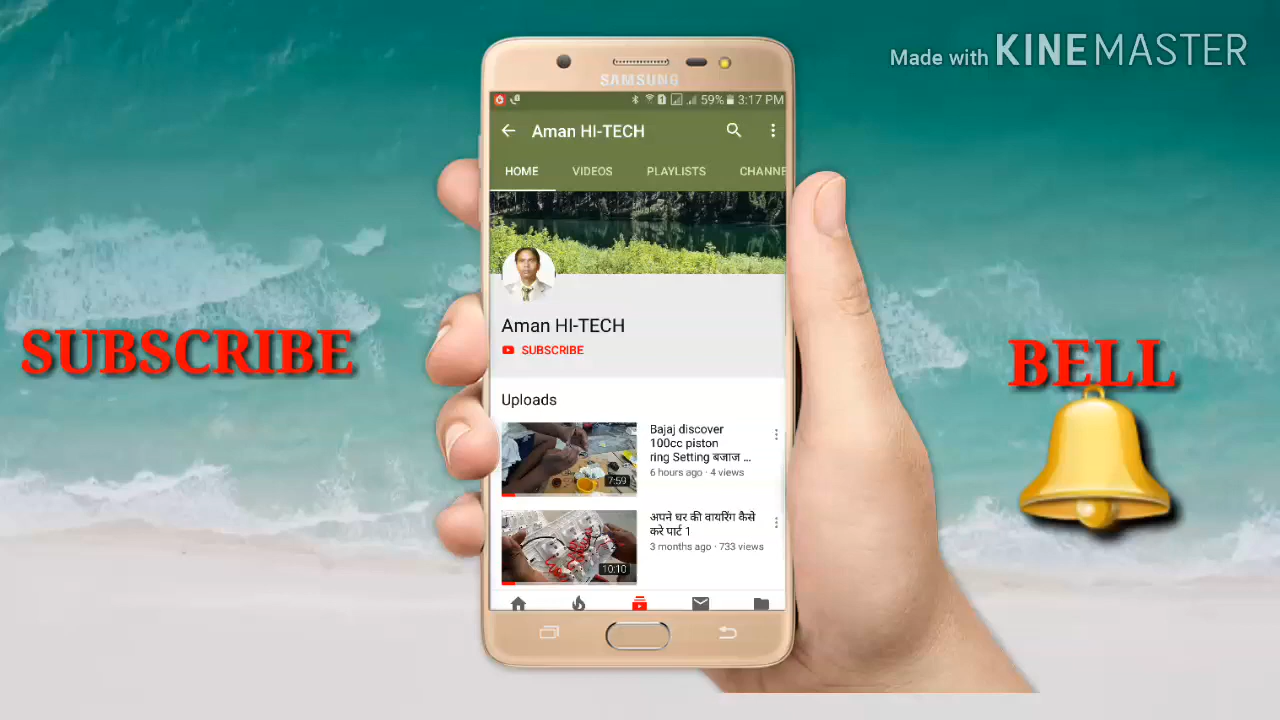 Made with KINEMASTER
SAMSUNG
59% 3:17 PM
Aman HI-TECH
HOME VIDEOS PLAYLISTS CHANNE
Aman HI-TECH
SUBSCRIBE
SUBSCRIBE
BELL
Uploads
Bajaj discover
100cc piston
ring Setting बजाज ...
6 hours ago · 4 views
7:59
अपने घर की वायरिंग कैसे
करे पार्ट 1
3 months ago · 733 views
10:10